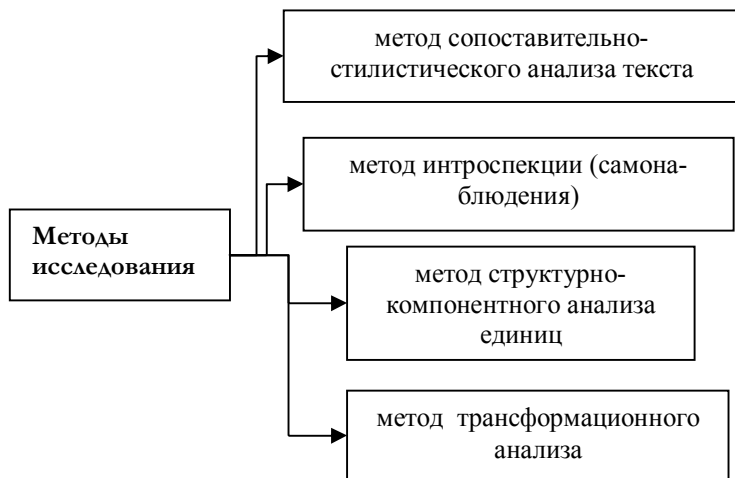 метод сопоставительно-
стилистического анализа текста
метод интроспекции (самона-
блюдения)
Методы
исследования
метод структурно-
компонентного анализа
единиц
метод трансформационного
анализа